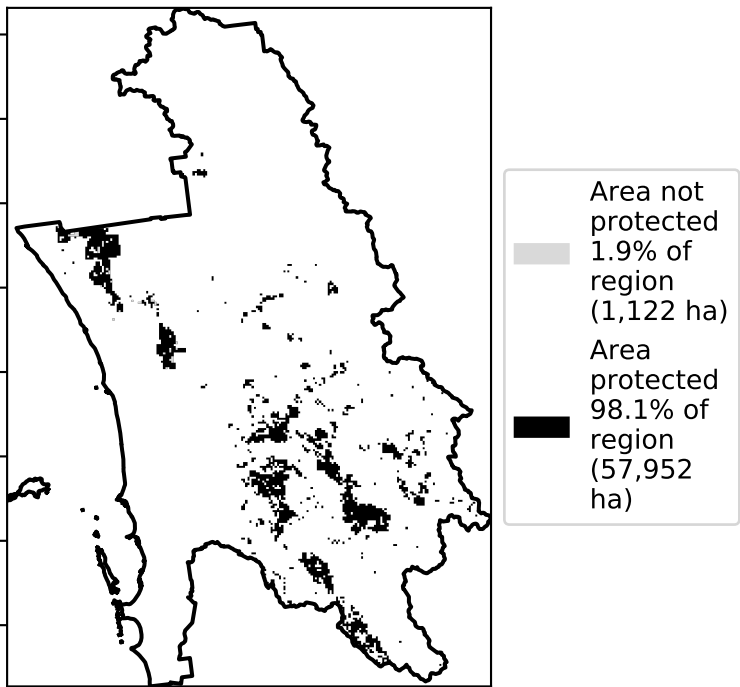 Area not
protected
1.9% of
region
(1,122 ha)
Area
protected
98.1% of
region
(57,952
ha)